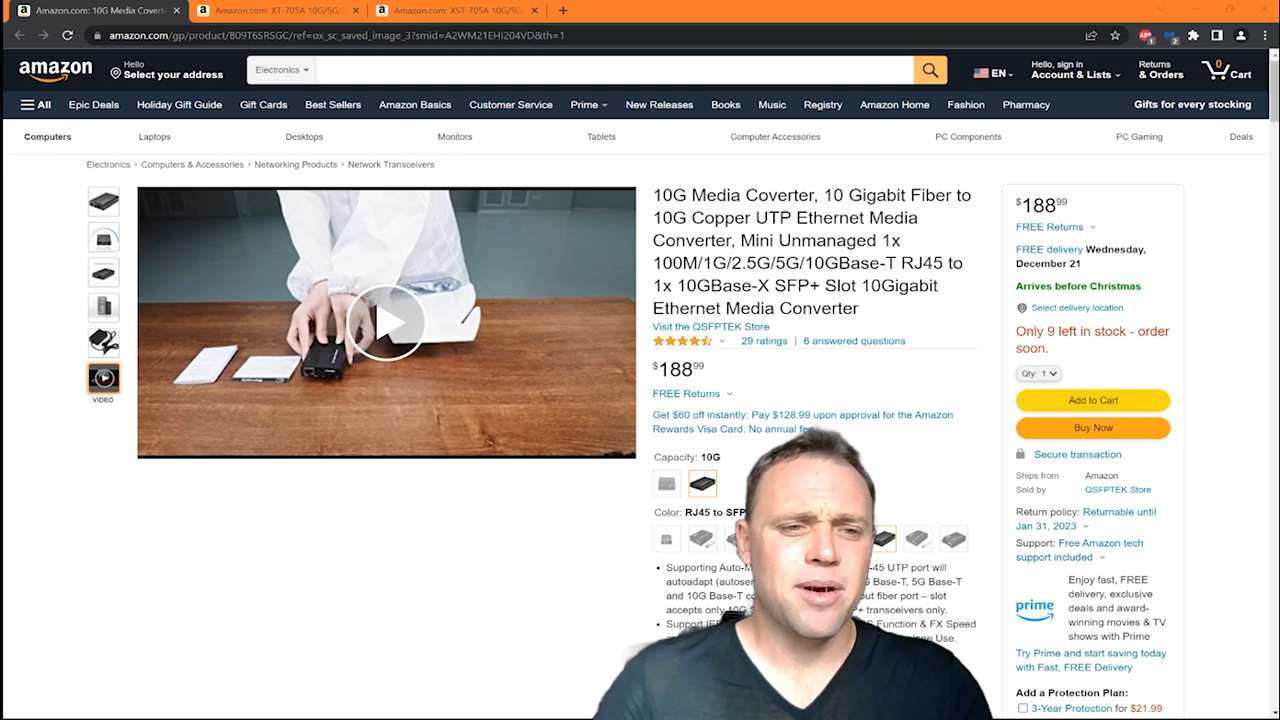 Amazon.com: 10G Media Covert
Amazon.com: XT-705A 10G/5G/
Amazon.com: XST-705A 10G/5G
amazon.com/gp/product/B09T6SRSGC/ref=ox_sc_saved_image_3?smid=A2WM21EHI204VD&th=1
amazon
Hello
Select your address
Electronics
EN
Hello, sign in
Account & Lists
Returns
& Orders
0
Cart
All
Epic Deals
Holiday Gift Guide
Gift Cards
Best Sellers
Amazon Basics
Customer Service
Prime
New Releases
Books
Music
Registry
Amazon Home
Fashion
Pharmacy
Gifts for every stocking
Computers
Laptops
Desktops
Monitors
Tablets
Computer Accessories
PC Components
PC Gaming
Deals
Electronics › Computers & Accessories › Networking Products › Network Transceivers
VIDEO
10G Media Coverter, 10 Gigabit Fiber to
10G Copper UTP Ethernet Media
Converter, Mini Unmanaged 1x
100M/1G/2.5G/5G/10GBase-T RJ45 to
1x 10GBase-X SFP+ Slot 10Gigabit
Ethernet Media Converter
Visit the QSFPTEK Store
29 ratings | 6 answered questions
$188 99
FREE Returns
Get $60 off instantly: Pay $128.99 upon approval for the Amazon
Rewards Visa Card. No annual fee.
Capacity: 10G
Color: RJ45 to SFP
• Supporting Auto-M -45 UTP port will
autoadapt (autosen G Base-T, 5G Base-T
and 10G Base-T co out fiber port – slot
accepts only 10G S + transceivers only.
• Support IE G Function & FX Speed
lone Use.
$188 99
FREE Returns
FREE delivery Wednesday,
December 21
Arrives before Christmas
Select delivery location
Only 9 left in stock - order
soon.
Qty: 1
Add to Cart
Buy Now
Secure transaction
Ships from Amazon
Sold by QSFPTEK Store
Return policy: Returnable until
Jan 31, 2023
Support: Free Amazon tech
support included
prime
Enjoy fast, FREE
delivery, exclusive
deals and award-
winning movies & TV
shows with Prime
Try Prime and start saving today
with Fast, FREE Delivery
Add a Protection Plan:
3-Year Protection for $21.99